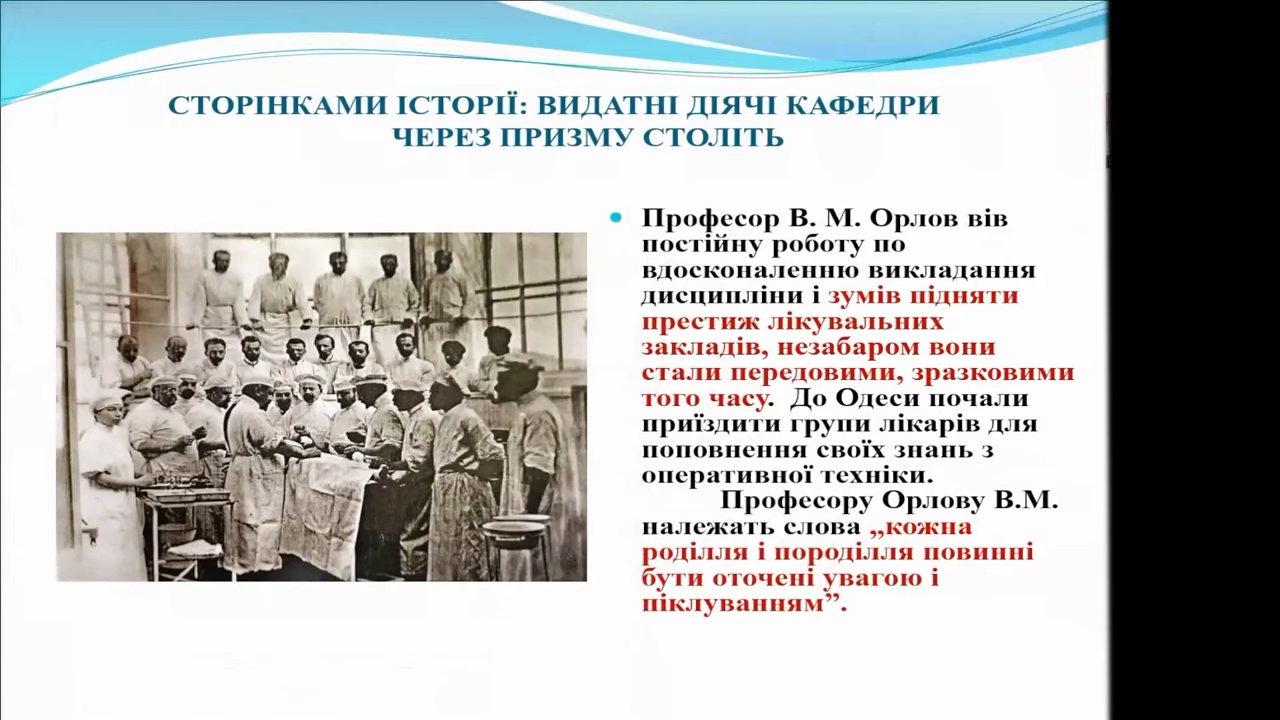 СТОРІНКАМИ ІСТОРІЇ: ВИДАТНІ ДІЯЧІ КАФЕДРИ
ЧЕРЕЗ ПРИЗМУ СТОЛІТЬ
Професор В. М. Орлов вів
постійну роботу по
вдосконаленню викладання
дисципліни і зумів підняти
престиж лікувальних
закладів, незабаром вони
стали передовими, зразковими
того часу. До Одеси почали
приїздити групи лікарів для
поповнення своїх знань з
оперативної техніки.
Професору Орлову В.М.
належать слова „кожна
роділля і породілля повинні
бути оточені увагою і
піклуванням”.